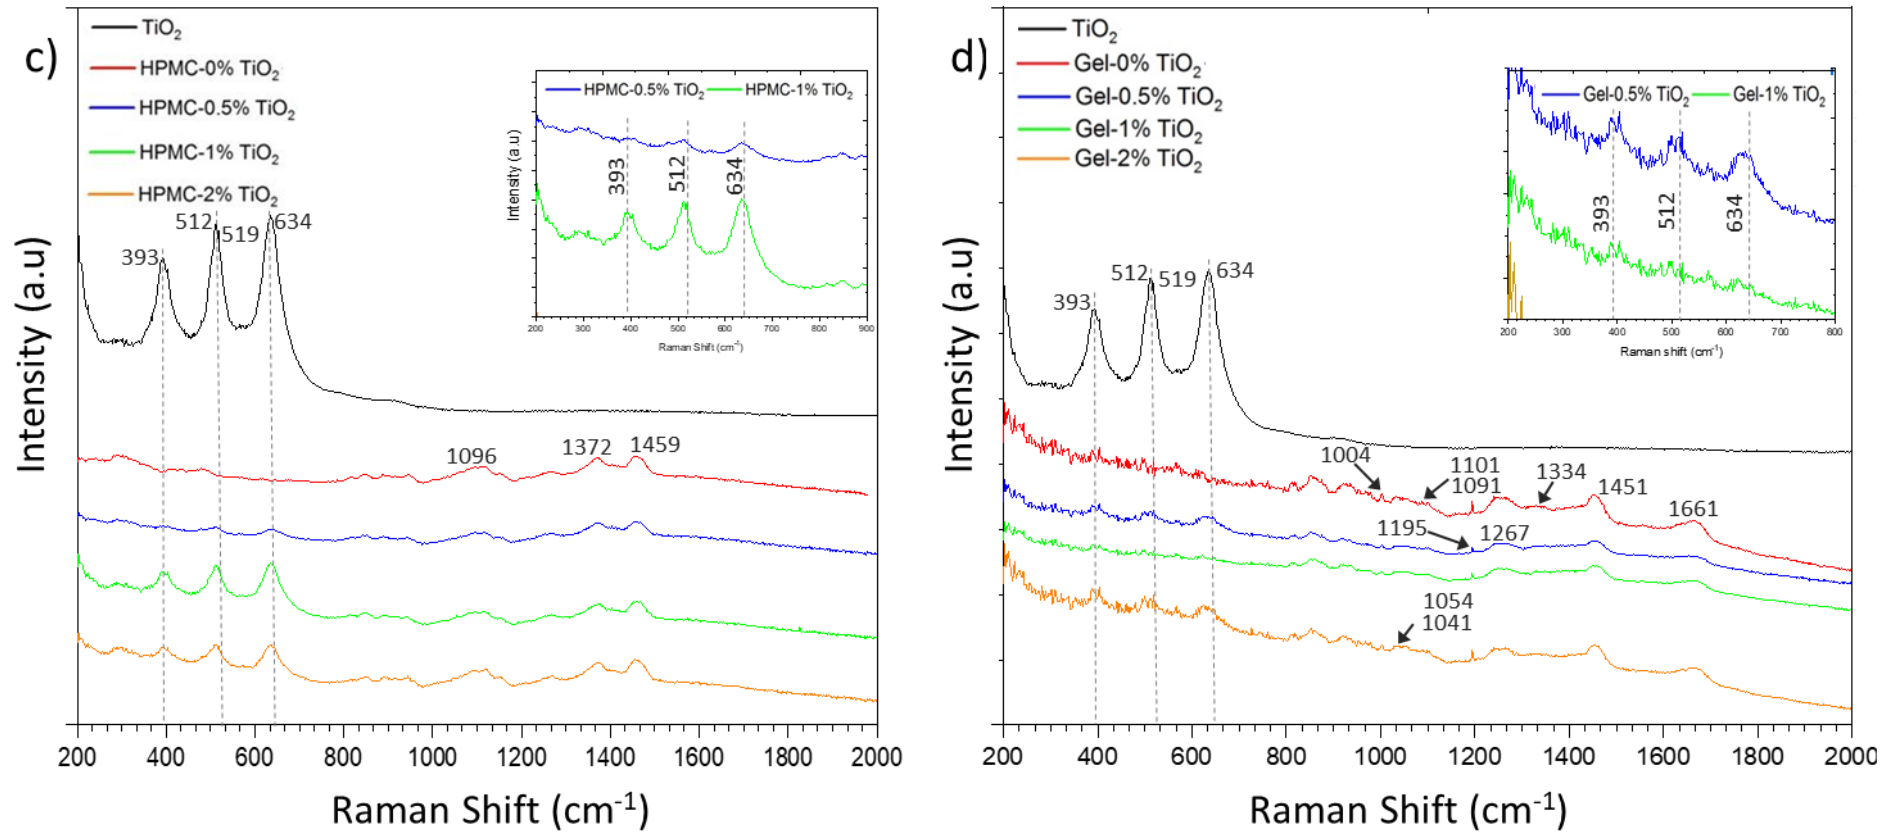 c)
TiO2
HPMC-0% TiO2
HPMC-0.5% TiO2
HPMC-1% TiO2
HPMC-2% TiO2
393
512
519
634
1096
1372
1459
Intensity (a.u)
200 400 600 800 1000 1200 1400 1600 1800 2000
Raman Shift (cm-1)
HPMC-0.5% TiO2 HPMC-1% TiO2
Intensity (a.u)
393
512
634
200 300 400 500 600 700 800 900
Raman Shift (cm-1)
d)
TiO2
Gel-0% TiO2
Gel-0.5% TiO2
Gel-1% TiO2
Gel-2% TiO2
393
512
519
634
1004
1101
1091
1334
1451
1661
1195
1267
1054
1041
Intensity (a.u)
200 400 600 800 1000 1200 1400 1600 1800 2000
Raman Shift (cm-1)
Gel-0.5% TiO2 Gel-1% TiO2
393
512
634
200 300 400 500 600 700 800
Raman shift (cm-1)